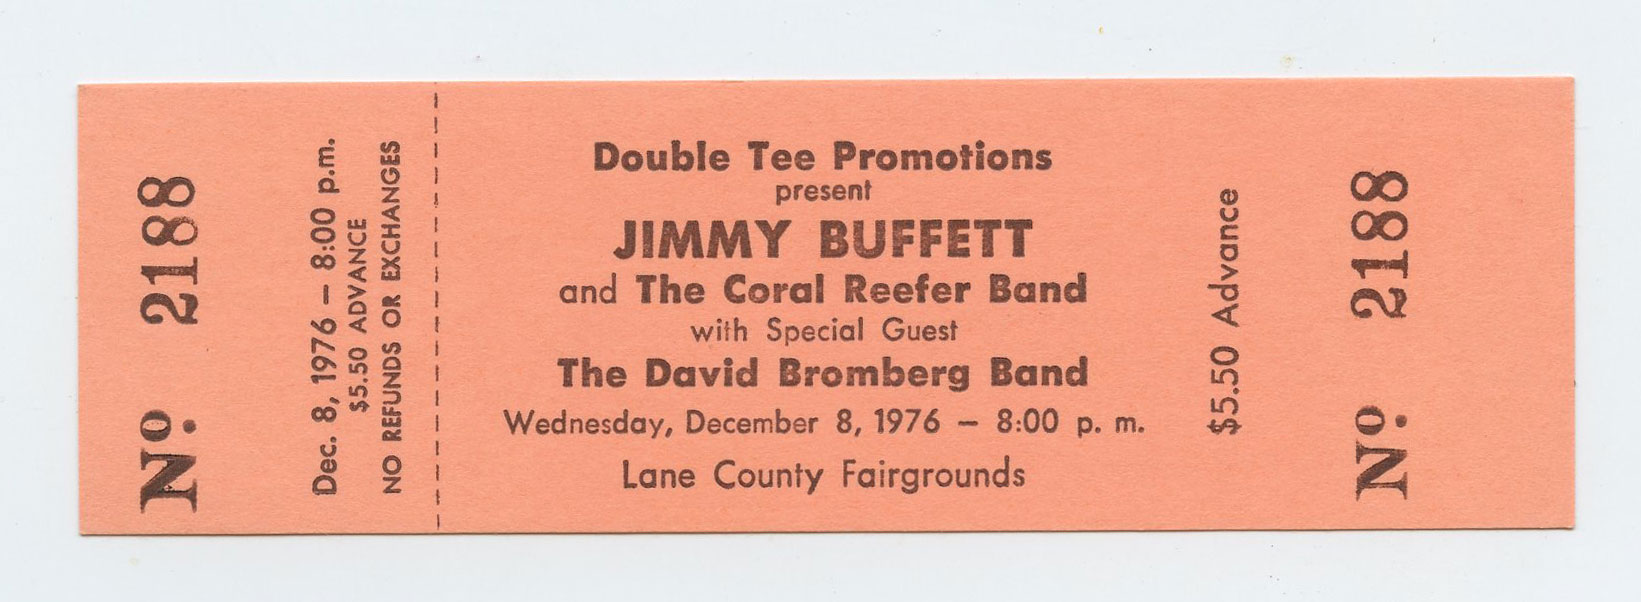 Nº. 2188
Dec. 8, 1976 – 8:00 p.m.
$5.50 ADVANCE
NO REFUNDS OR EXCHANGES
Double Tee Promotions
present
JIMMY BUFFETT
and The Coral Reefer Band
with Special Guest
The David Bromberg Band
Wednesday, December 8, 1976 – 8:00 p. m.
Lane County Fairgrounds
$5.50 Advance
Nº. 2188